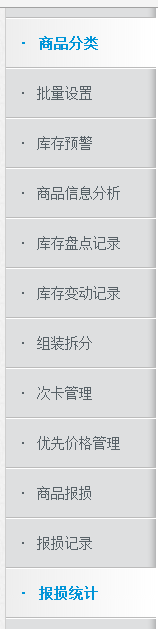 · 商品分类
· 批量设置
· 库存预警
· 商品信息分析
· 库存盘点记录
· 库存变动记录
· 组装拆分
· 次卡管理
· 优先价格管理
· 商品报损
· 报损记录
· 报损统计